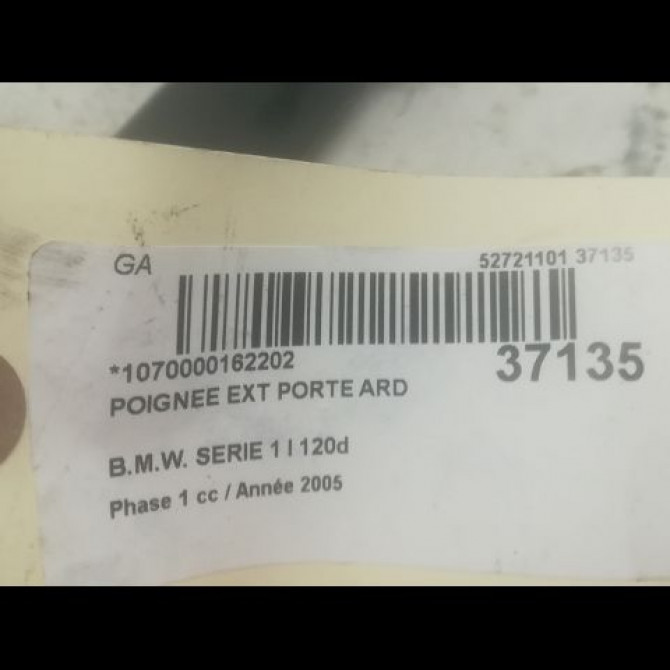 GA 52721101 37135
*1070000162202 37135
POIGNEE EXT PORTE ARD
B.M.W. SERIE 1 I 120d
Phase 1 cc / Année 2005